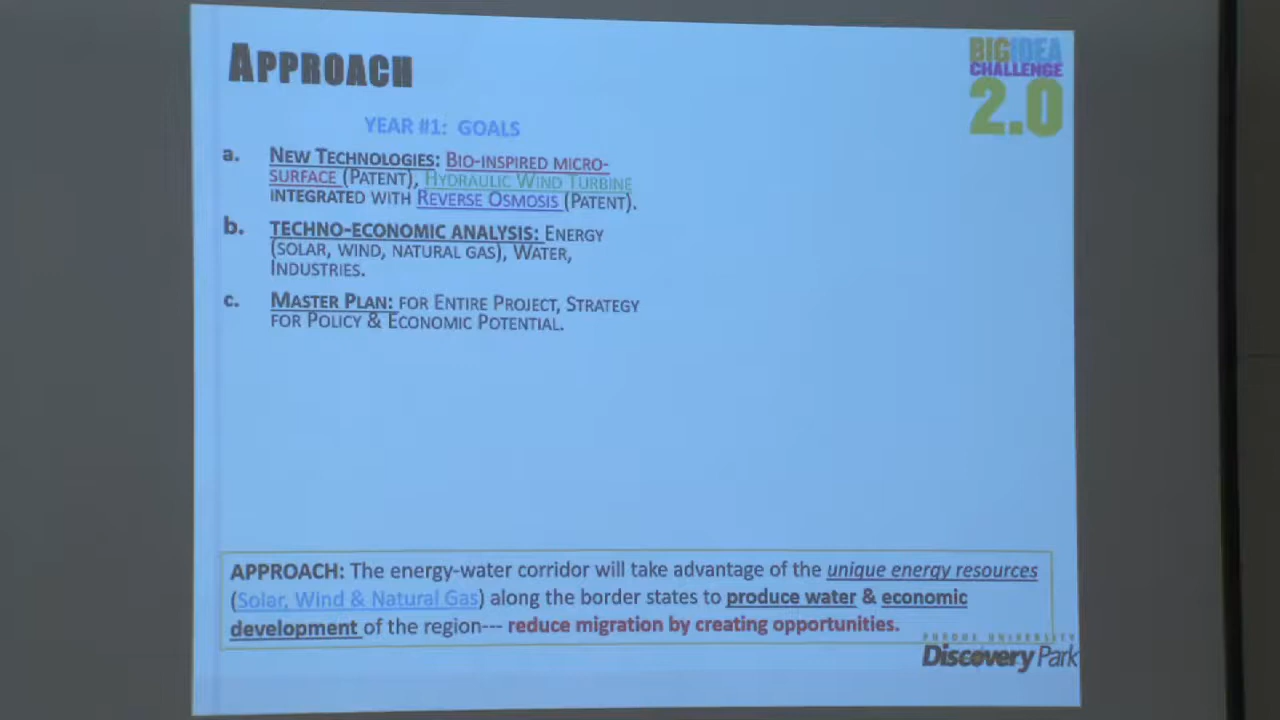 APPROACH
BIGIDEA
CHALLENGE
2.0
YEAR #1: GOALS
a. NEW TECHNOLOGIES: BIO-INSPIRED MICRO-
SURFACE (PATENT), HYDRAULIC WIND TURBINE
INTEGRATED WITH REVERSE OSMOSIS (PATENT).
b. TECHNO-ECONOMIC ANALYSIS: ENERGY
(SOLAR, WIND, NATURAL GAS), WATER,
INDUSTRIES.
c. MASTER PLAN: FOR ENTIRE PROJECT, STRATEGY
FOR POLICY & ECONOMIC POTENTIAL.
APPROACH: The energy-water corridor will take advantage of the unique energy resources
(Solar, Wind & Natural Gas) along the border states to produce water & economic
development of the region--- reduce migration by creating opportunities.
PURDUE UNIVERSITY
Discovery Park